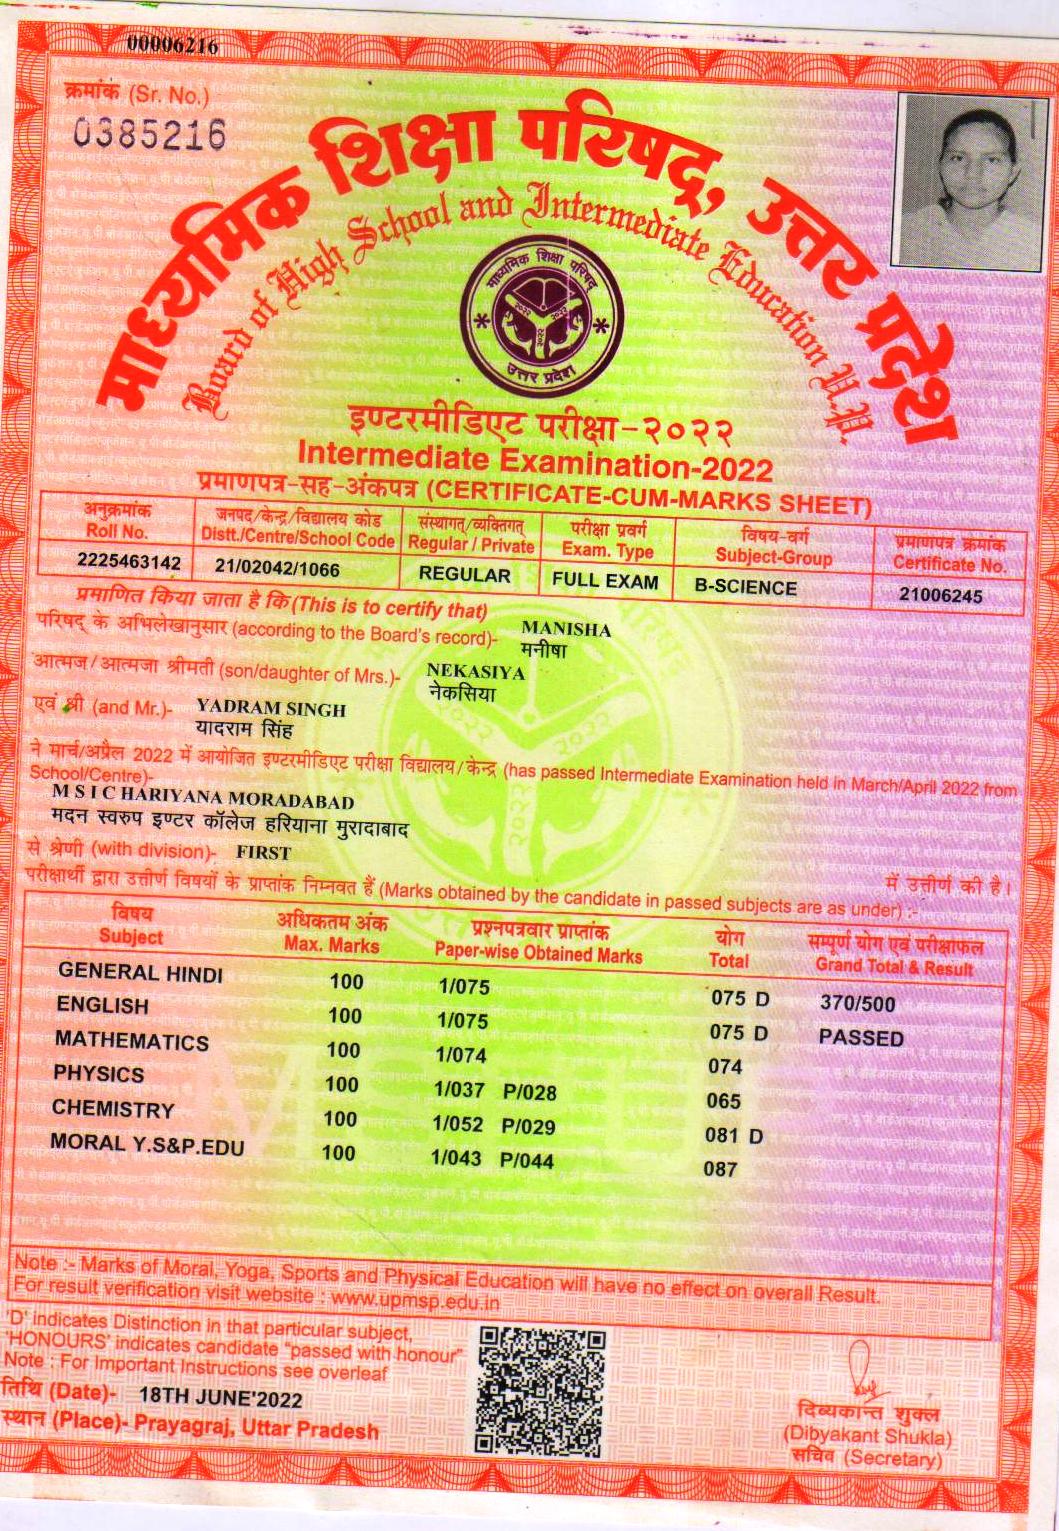 00006216
क्रमांक (Sr. No.)
0385216
माध्यमिक शिक्षा परिषद्, उत्तर प्रदेश
Board of High School and Intermediate Education U.P.
माध्यमिक शिक्षा परिषद
२०२२ २०२२
२०२२
उत्तर प्रदेश
इण्टरमीडिएट परीक्षा-२०२२
Intermediate Examination-2022
प्रमाणपत्र-सह-अंकपत्र (CERTIFICATE-CUM-MARKS SHEET)
अनुक्रमांक जनपद/केन्द्र/विद्यालय कोड संस्थागत्/व्यक्तिगत् परीक्षा प्रवर्ग विषय-वर्ग प्रमाणपत्र क्रमांक
Roll No. Distt./Centre/School Code Regular / Private Exam. Type Subject-Group Certificate No.
2225463142 21/02042/1066 REGULAR FULL EXAM B-SCIENCE 21006245
प्रमाणित किया जाता है कि (This is to certify that)
परिषद् के अभिलेखानुसार (according to the Board's record)- MANISHA
मनीषा
आत्मज/आत्मजा श्रीमती (son/daughter of Mrs.)- NEKASIYA
नेकसिया
एवं श्री (and Mr.)- YADRAM SINGH
यादराम सिंह
ने मार्च/अप्रैल 2022 में आयोजित इण्टरमीडिएट परीक्षा विद्यालय/केन्द्र (has passed Intermediate Examination held in March/April 2022 from
School/Centre)-
M S I C HARIYANA MORADABAD
मदन स्वरुप इण्टर कॉलेज हरियाना मुरादाबाद
से श्रेणी (with division)- FIRST में उत्तीर्ण की है।
परीक्षार्थी द्वारा उत्तीर्ण विषयों के प्राप्तांक निम्नवत हैं (Marks obtained by the candidate in passed subjects are as under) :-
विषय अधिकतम अंक प्रश्नपत्रवार प्राप्तांक योग सम्पूर्ण योग एवं परीक्षाफल
Subject Max. Marks Paper-wise Obtained Marks Total Grand Total & Result
GENERAL HINDI 100 1/075 075 D 370/500
ENGLISH 100 1/075 075 D PASSED
MATHEMATICS 100 1/074 074
PHYSICS 100 1/037 P/028 065
CHEMISTRY 100 1/052 P/029 081 D
MORAL Y.S&P.EDU 100 1/043 P/044 087
Note :- Marks of Moral, Yoga, Sports and Physical Education will have no effect on overall Result.
For result verification visit website : www.upmsp.edu.in
'D' indicates Distinction in that particular subject,
'HONOURS' indicates candidate "passed with honour"
Note : For Important Instructions see overleaf
तिथि (Date)- 18TH JUNE'2022
स्थान (Place)- Prayagraj, Uttar Pradesh
दिव्यकान्त शुक्ल
(Dibyakant Shukla)
सचिव (Secretary)